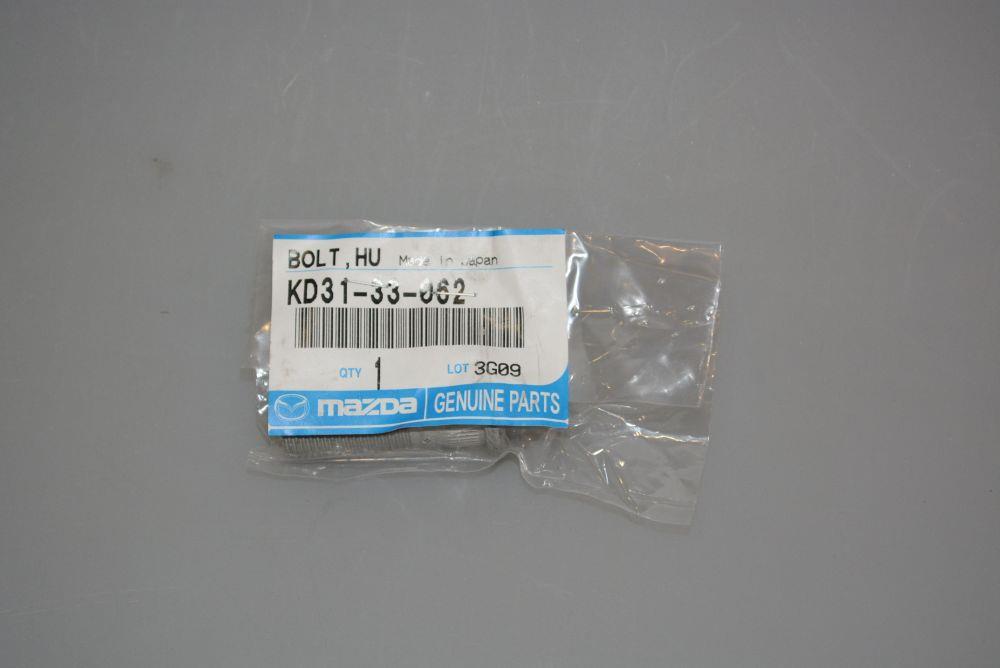 BOLT,HU Made in Japan
KD31-33-062
QTY 1 LOT 3G09
mazda GENUINE PARTS